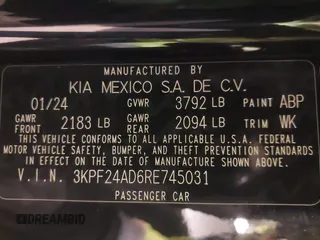 MANUFACTURED BY
KIA MEXICO S.A. DE C.V.
01/24 GVWR 3792 LB PAINT ABP
GAWR FRONT 2183 LB GAWR REAR 2094 LB TRIM WK
THIS VEHICLE CONFORMS TO ALL APPLICABLE U.S.A. FEDERAL
MOTOR VEHICLE SAFETY, BUMPER, AND THEFT PREVENTION STANDARDS
IN EFFECT ON THE DATE OF MANUFACTURE SHOWN ABOVE.
V.I.N. 3KPF24AD6RE745031
PASSENGER CAR
DREAMBID